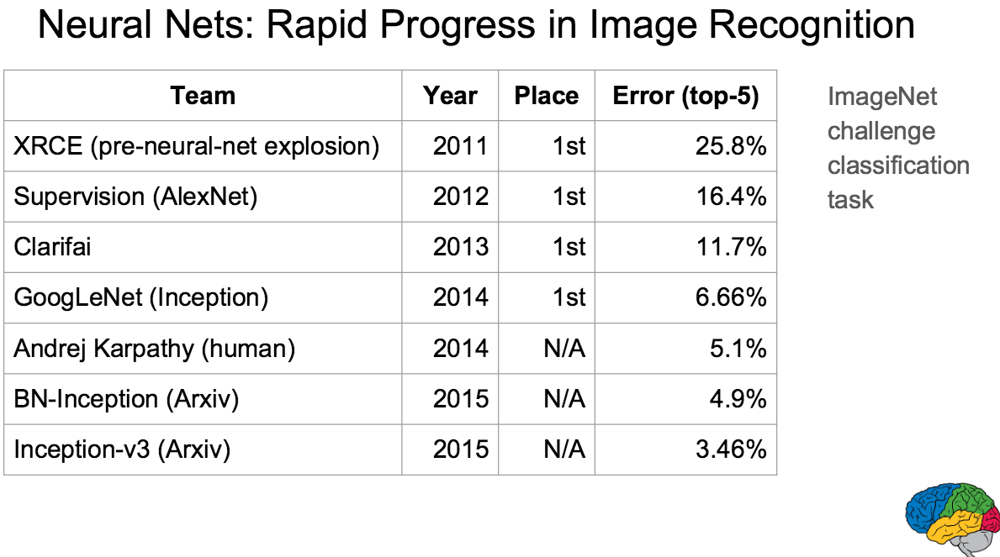 Neural Nets: Rapid Progress in Image Recognition
Team Year Place Error (top-5)
XRCE (pre-neural-net explosion) 2011 1st 25.8%
Supervision (AlexNet) 2012 1st 16.4%
Clarifai 2013 1st 11.7%
GoogLeNet (Inception) 2014 1st 6.66%
Andrej Karpathy (human) 2014 N/A 5.1%
BN-Inception (Arxiv) 2015 N/A 4.9%
Inception-v3 (Arxiv) 2015 N/A 3.46%
ImageNet
challenge
classification
task